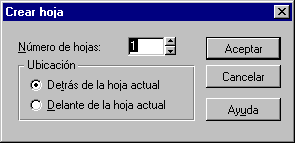 Crear hoja
Número de hojas: 1
Aceptar
Ubicación
Detrás de la hoja actual
Delante de la hoja actual
Cancelar
Ayuda